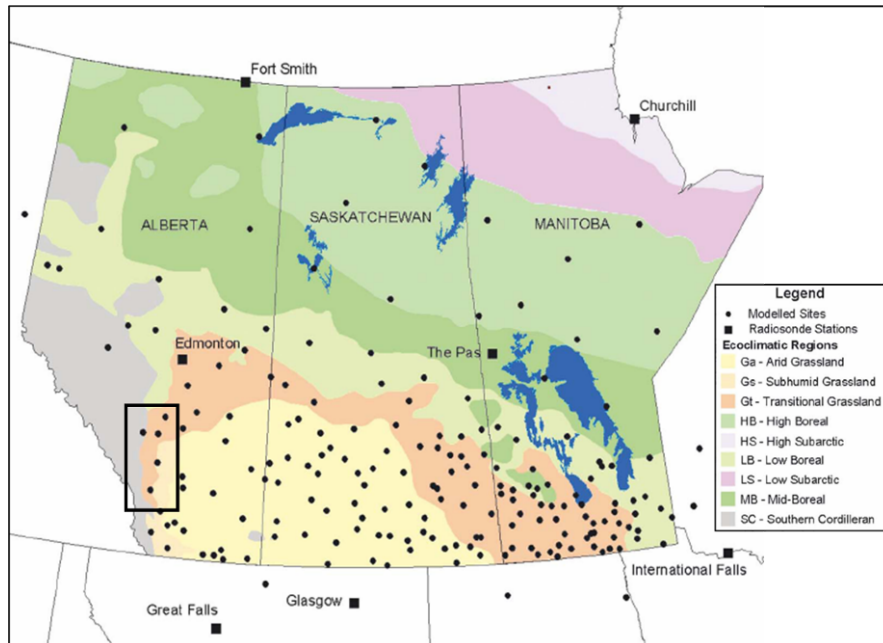 Fort Smith
Churchill
ALBERTA
SASKATCHEWAN
MANITOBA
Edmonton
The Pas
International Falls
Great Falls
Glasgow
Legend
Modelled Sites
Radiosonde Stations
Ecoclimatic Regions
Ga - Arid Grassland
Gs - Subhumid Grassland
Gt - Transitional Grassland
HB - High Boreal
HS - High Subarctic
LB - Low Boreal
LS - Low Subarctic
MB - Mid-Boreal
SC - Southern Cordilleran